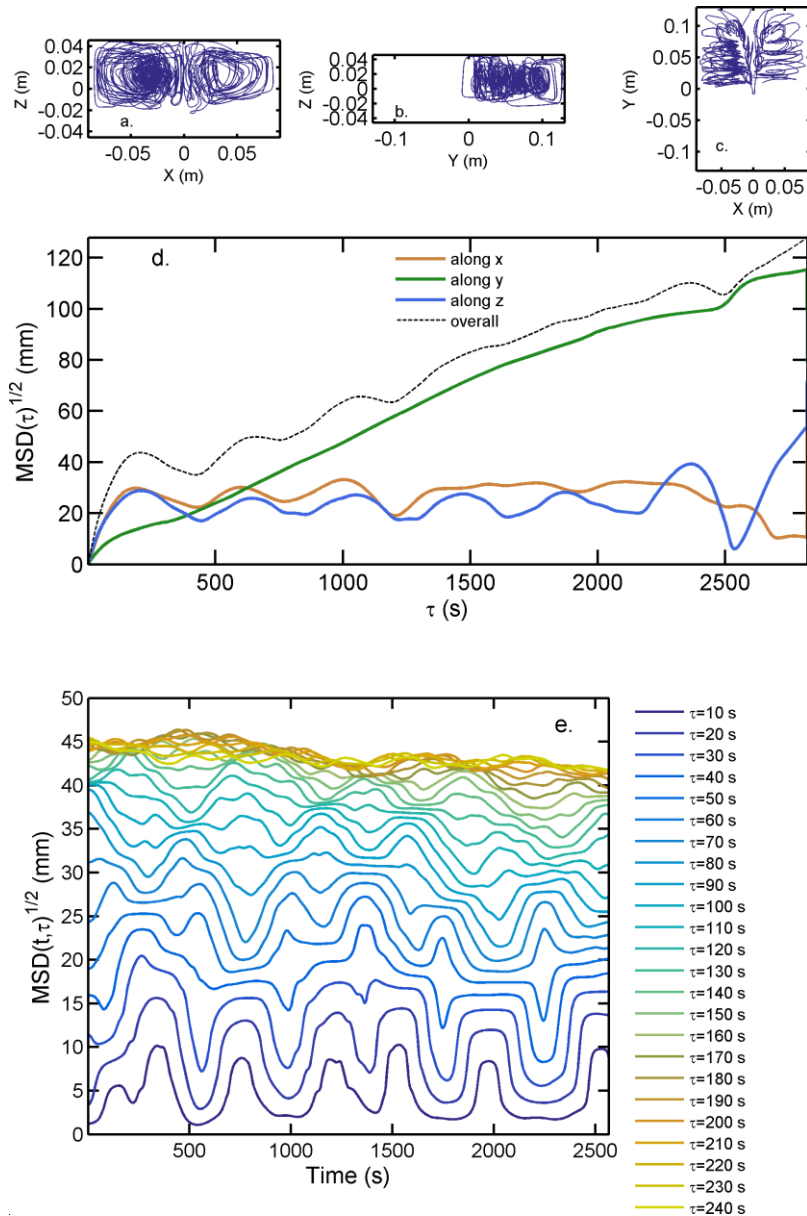 0.04
0.02
0
-0.02
-0.04
Z (m)
a.
-0.05 0 0.05
X (m)
0.04
0.02
0
-0.02
-0.04
Z (m)
b.
-0.1 0 0.1
Y (m)
0.1
0.05
0
-0.05
-0.1
Y (m)
c.
-0.05 0 0.05
X (m)
d.
along x
along y
along z
overall
120
100
80
60
40
20
0
MSD(τ)1/2 (mm)
500 1000 1500 2000 2500
τ (s)
e.
50
45
40
35
30
25
20
15
10
5
0
MSD(t,τ)1/2 (mm)
500 1000 1500 2000 2500
Time (s)
τ=10 s
τ=20 s
τ=30 s
τ=40 s
τ=50 s
τ=60 s
τ=70 s
τ=80 s
τ=90 s
τ=100 s
τ=110 s
τ=120 s
τ=130 s
τ=140 s
τ=150 s
τ=160 s
τ=170 s
τ=180 s
τ=190 s
τ=200 s
τ=210 s
τ=220 s
τ=230 s
τ=240 s